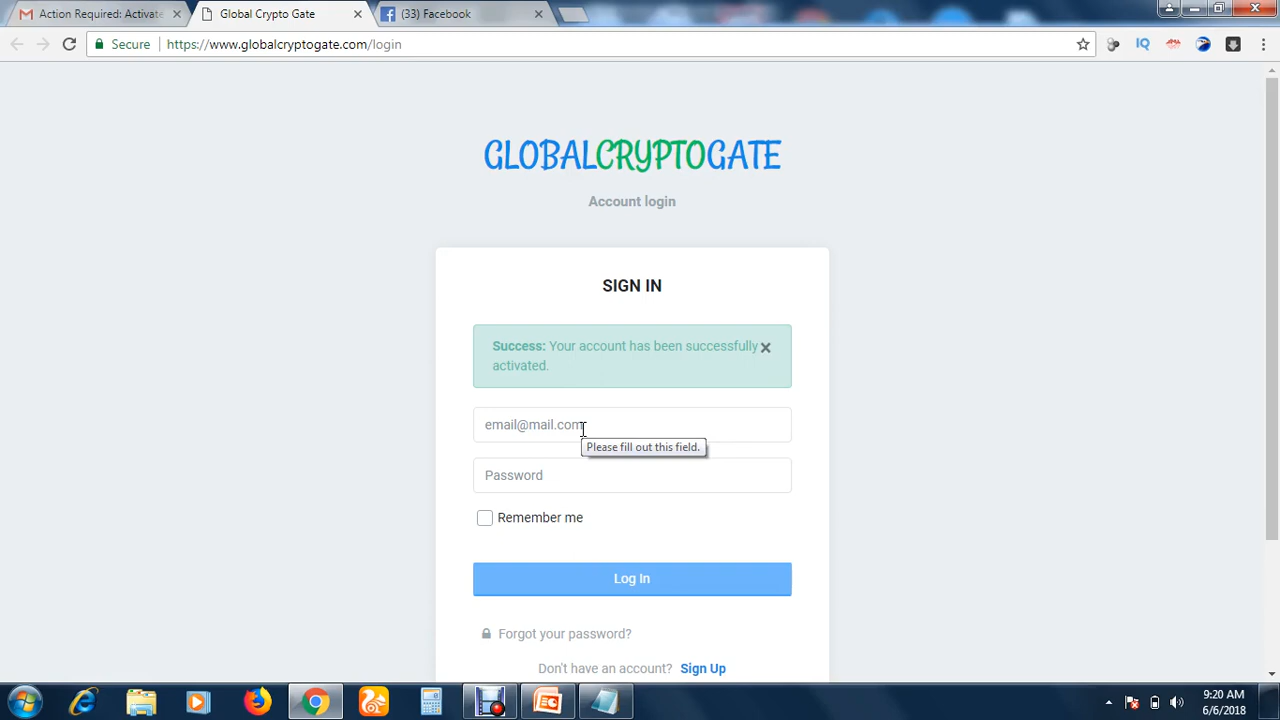 Action Required: Activate
Global Crypto Gate
(33) Facebook
Secure
https://www.globalcryptogate.com/login
IQ
GLOBALCRYPTOGATE
Account login
SIGN IN
Success: Your account has been successfully
activated.
email@mail.com
Please fill out this field.
Password
Remember me
Log In
Forgot your password?
Don't have an account? Sign Up
9:20 AM
6/6/2018